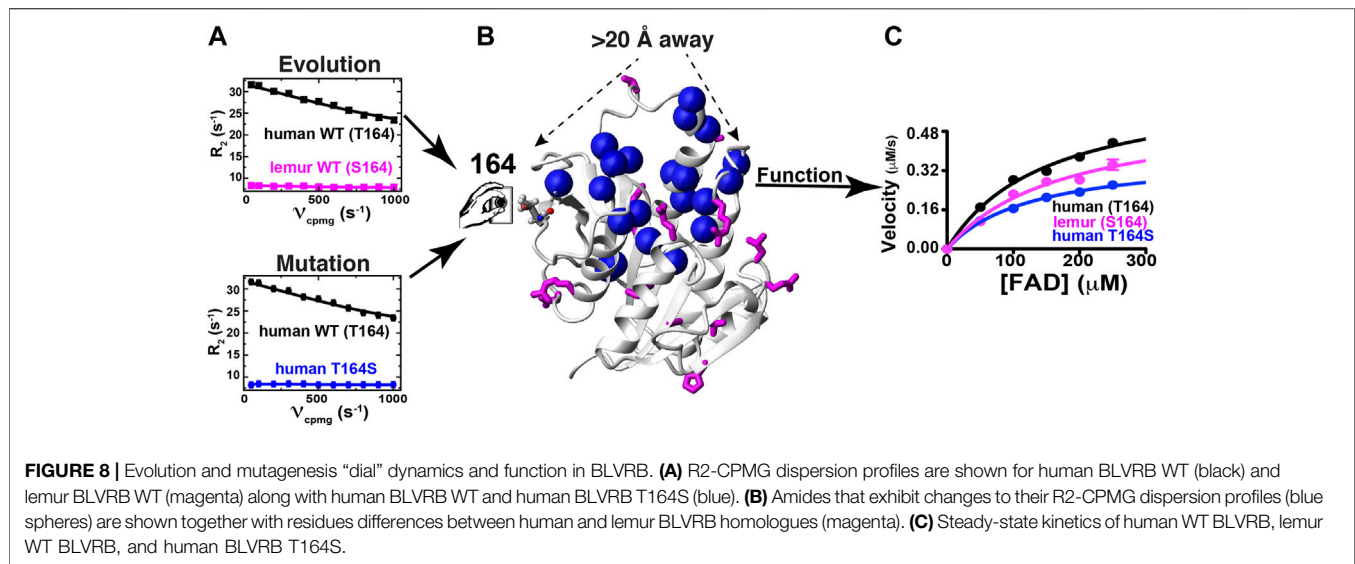 A
B
C
>20 Å away
Evolution
30
25
20
15
10
R2 (s-1)
human WT (T164)
lemur WT (S164)
0
500
1000
νcpmg (s-1)
164
Mutation
30
25
20
15
10
R2 (s-1)
human WT (T164)
human T164S
0
500
1000
νcpmg (s-1)
Function
0.48
0.32
0.16
0.00
Velocity (μM/s)
human (T164)
lemur (S164)
human T164S
0
100
200
300
[FAD] (μM)
FIGURE 8 | Evolution and mutagenesis “dial” dynamics and function in BLVRB. (A) R2-CPMG dispersion profiles are shown for human BLVRB WT (black) and
lemur BLVRB WT (magenta) along with human BLVRB WT and human BLVRB T164S (blue). (B) Amides that exhibit changes to their R2-CPMG dispersion profiles (blue
spheres) are shown together with residues differences between human and lemur BLVRB homologues (magenta). (C) Steady-state kinetics of human WT BLVRB, lemur
WT BLVRB, and human BLVRB T164S.